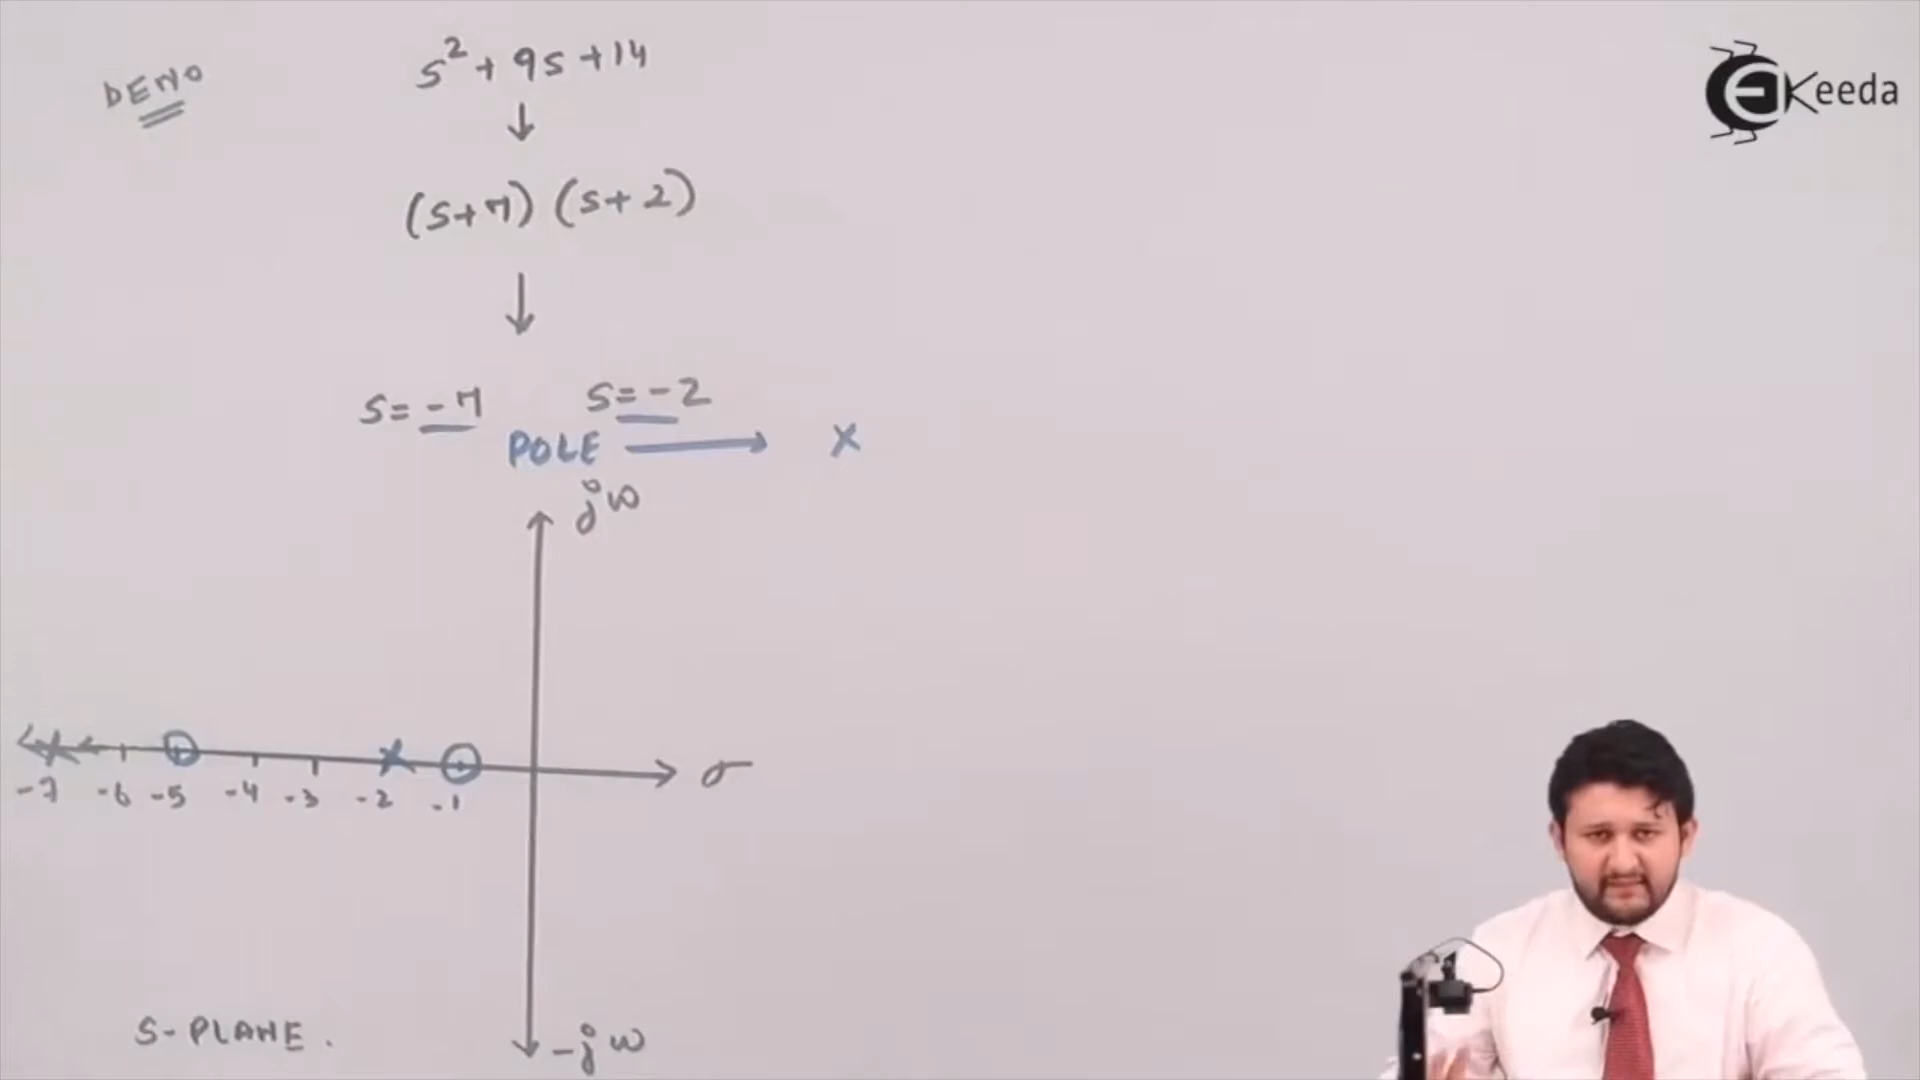 s² + 9s + 14
DENO
Keeda
↓
(s+7) (s+2)
↓
s = -7 s = -2
POLE → X
jω
σ
-7 -6 -5 -4 -3 -2 -1
S-PLANE.
-jω